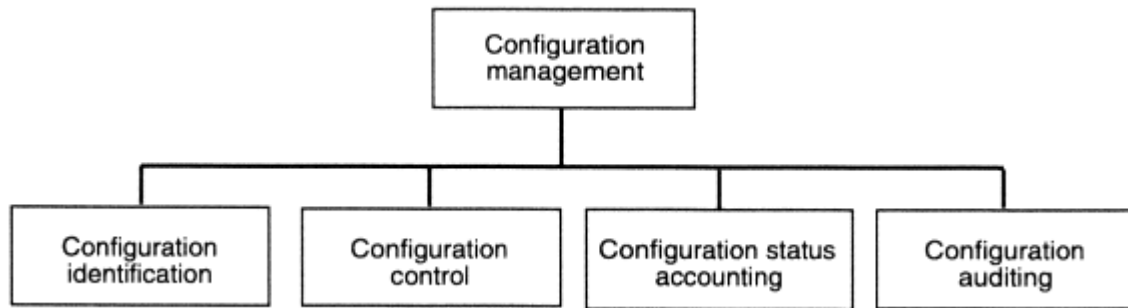 Configuration
management
Configuration
identification
Configuration
control
Configuration status
accounting
Configuration
auditing